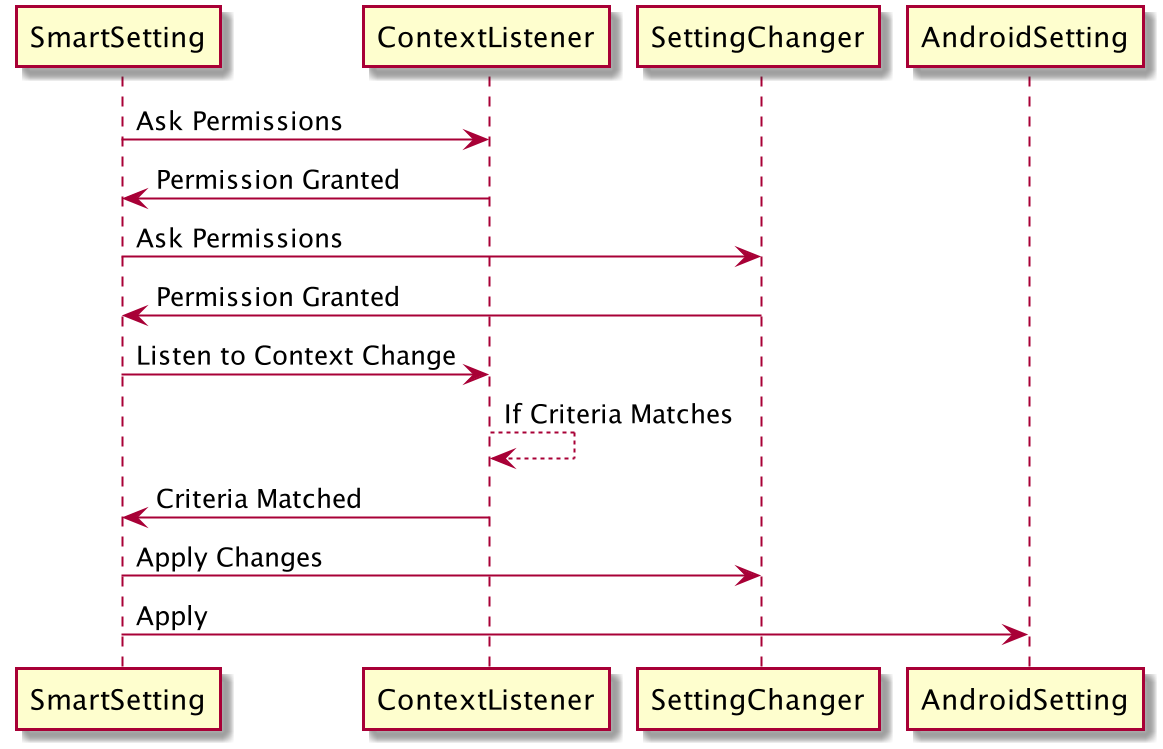 SmartSetting
ContextListener
SettingChanger
AndroidSetting
Ask Permissions
Permission Granted
Ask Permissions
Permission Granted
Listen to Context Change
If Criteria Matches
Criteria Matched
Apply Changes
Apply
SmartSetting
ContextListener
SettingChanger
AndroidSetting